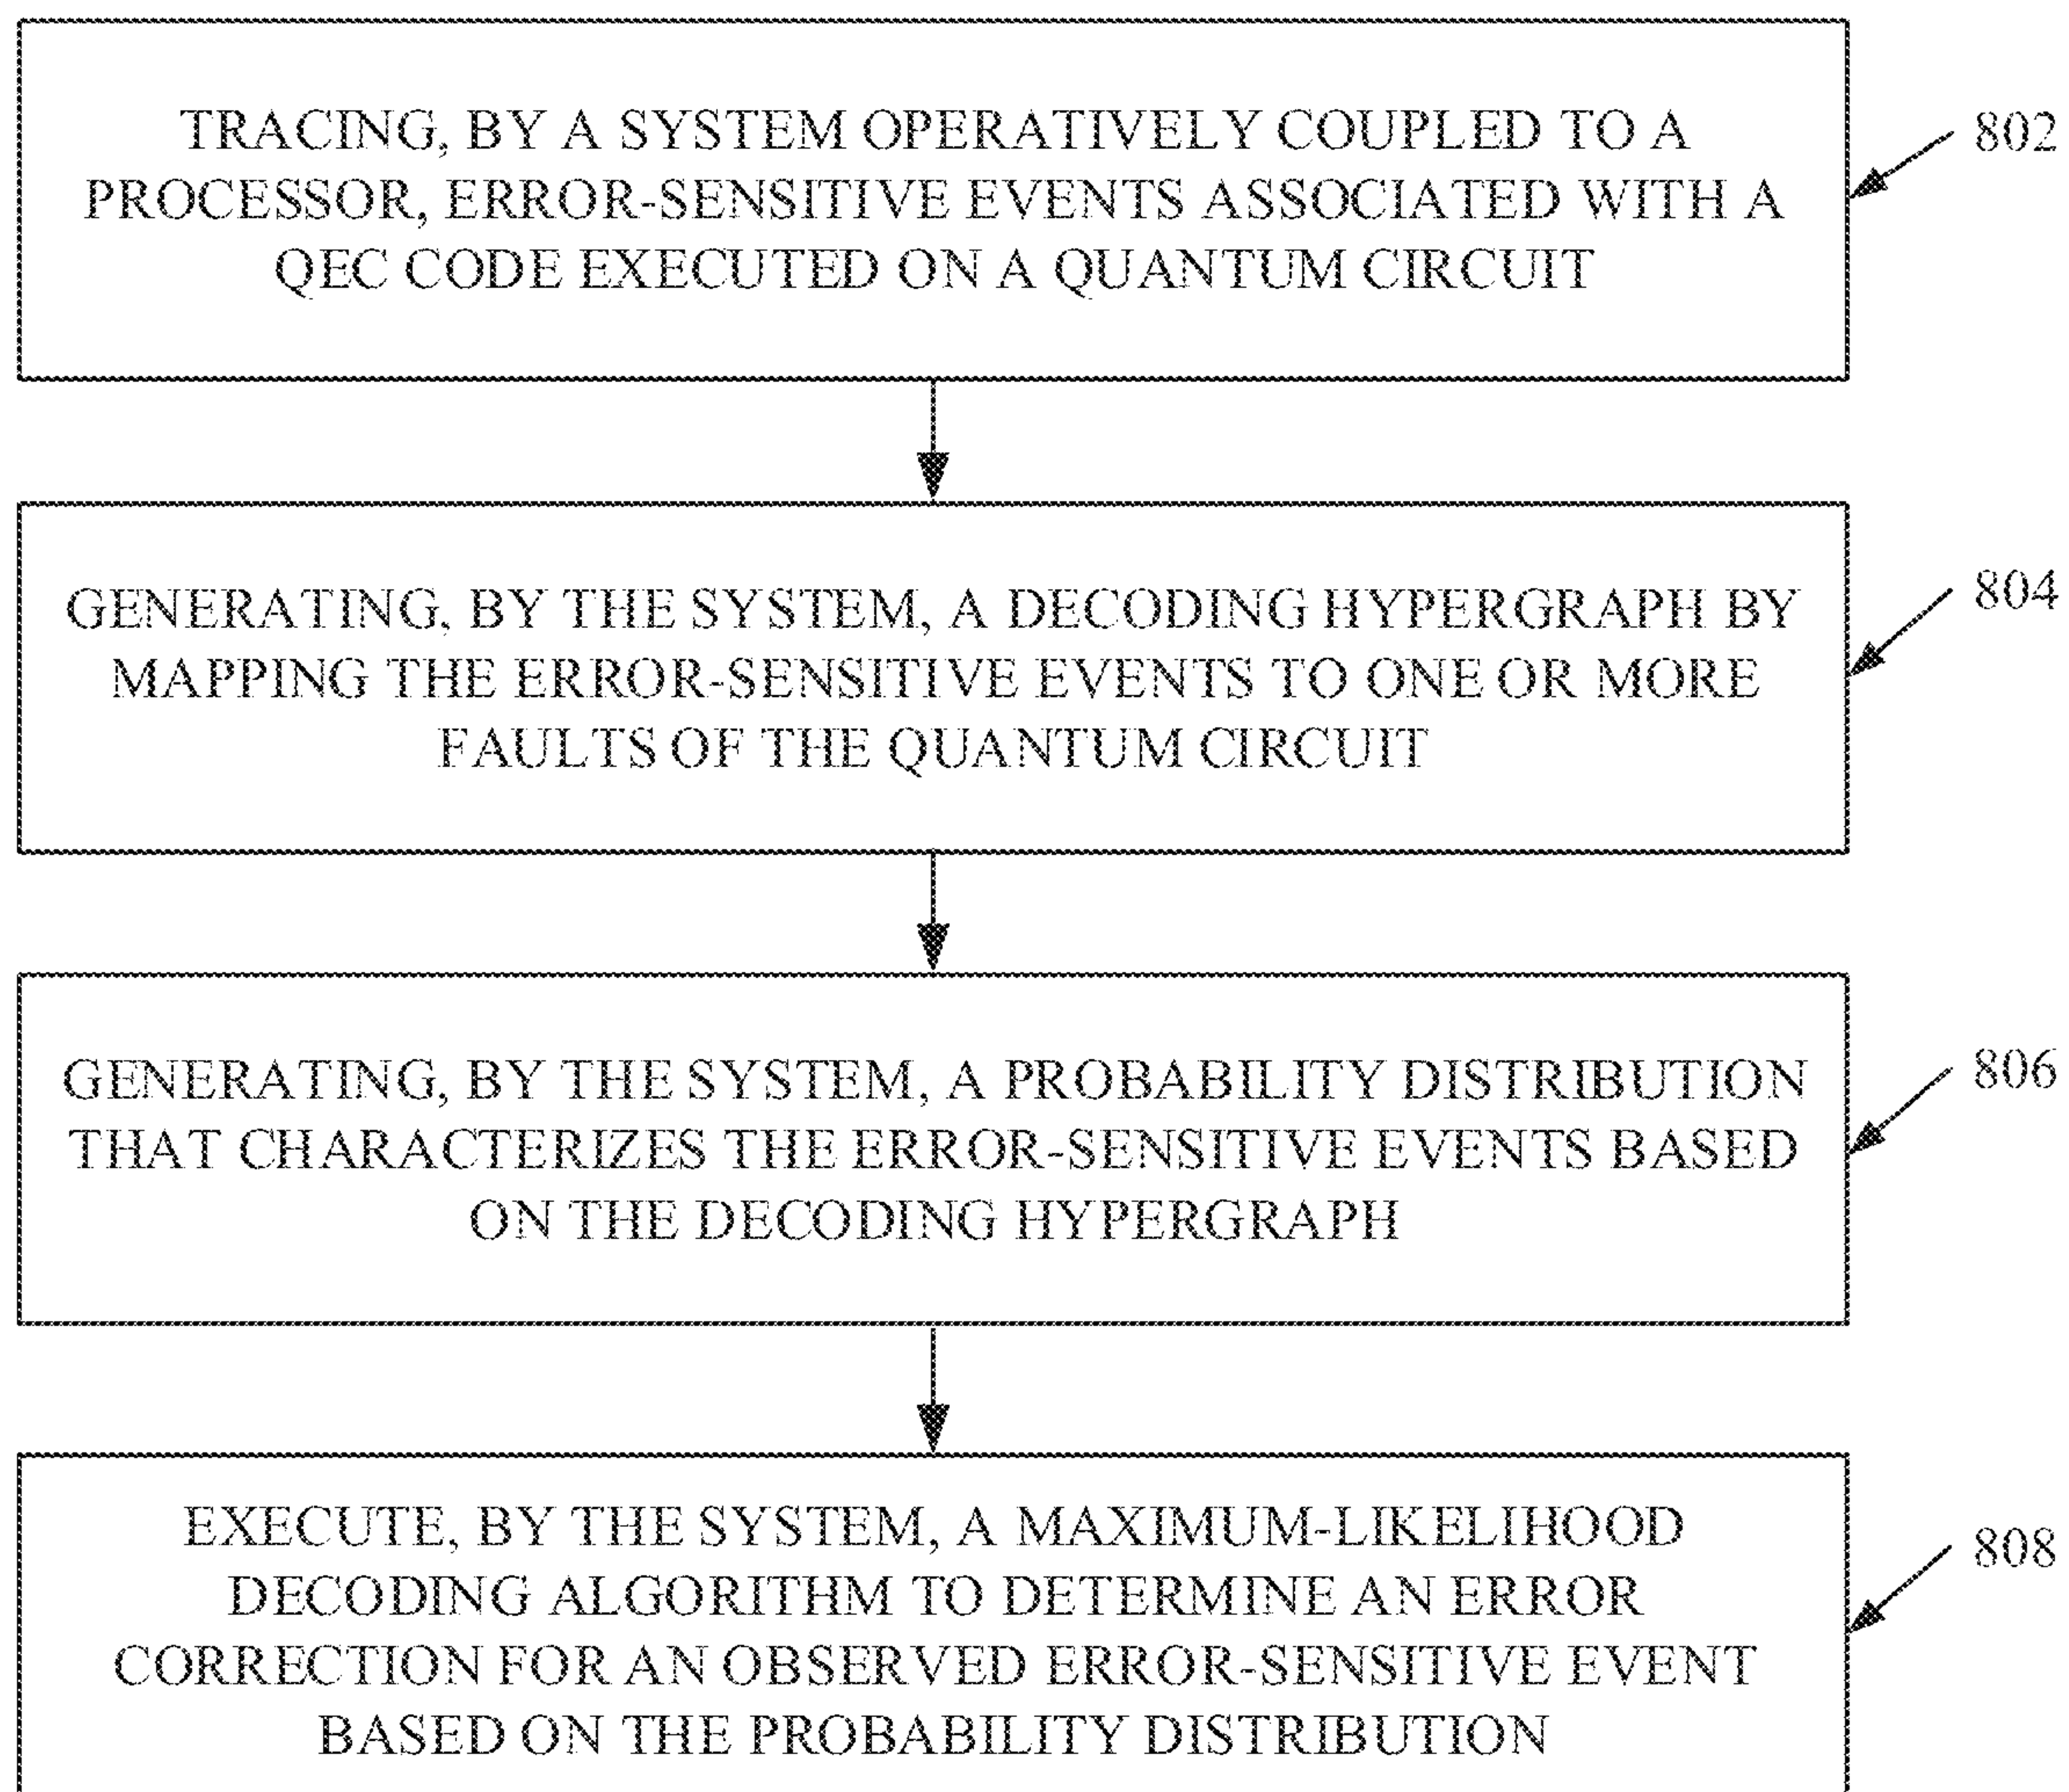 TRACING, BY A SYSTEM OPERATIVELY COUPLED TO A
PROCESSOR, ERROR-SENSITIVE EVENTS ASSOCIATED WITH A
QEC CODE EXECUTED ON A QUANTUM CIRCUIT
802
GENERATING, BY THE SYSTEM, A DECODING HYPERGRAPH BY
MAPPING THE ERROR-SENSITIVE EVENTS TO ONE OR MORE
FAULTS OF THE QUANTUM CIRCUIT
804
GENERATING, BY THE SYSTEM, A PROBABILITY DISTRIBUTION
THAT CHARACTERIZES THE ERROR-SENSITIVE EVENTS BASED
ON THE DECODING HYPERGRAPH
806
EXECUTE, BY THE SYSTEM, A MAXIMUM-LIKELIHOOD
DECODING ALGORITHM TO DETERMINE AN ERROR
CORRECTION FOR AN OBSERVED ERROR-SENSITIVE EVENT
BASED ON THE PROBABILITY DISTRIBUTION
808